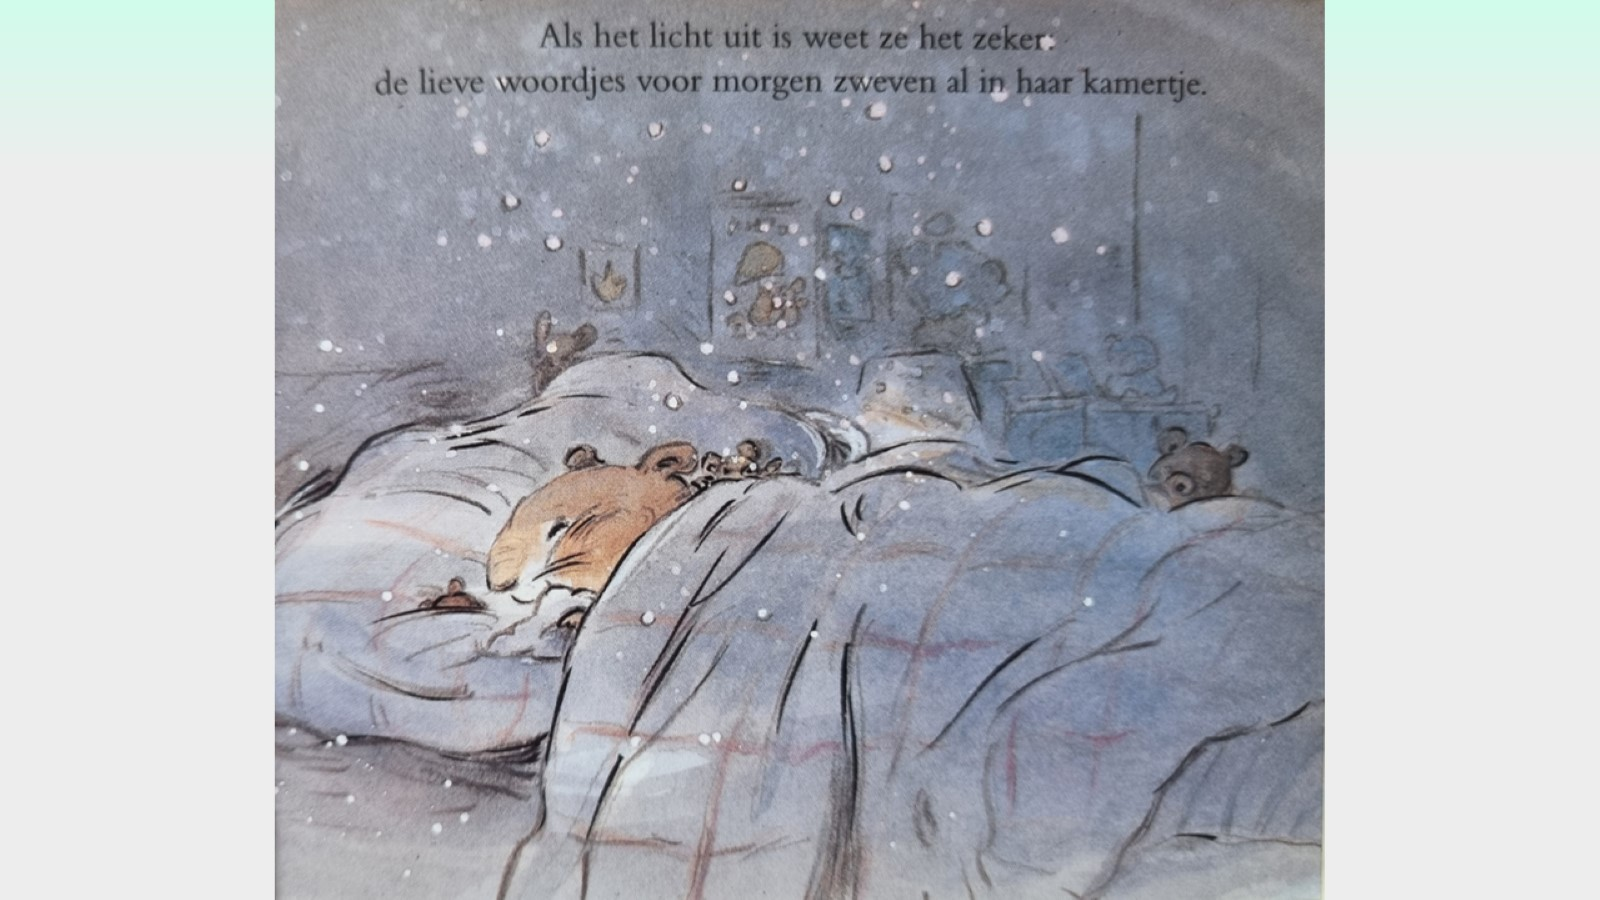 Als het licht uit is weet ze het zeker:
de lieve woordjes voor morgen zweven al in haar kamertje.